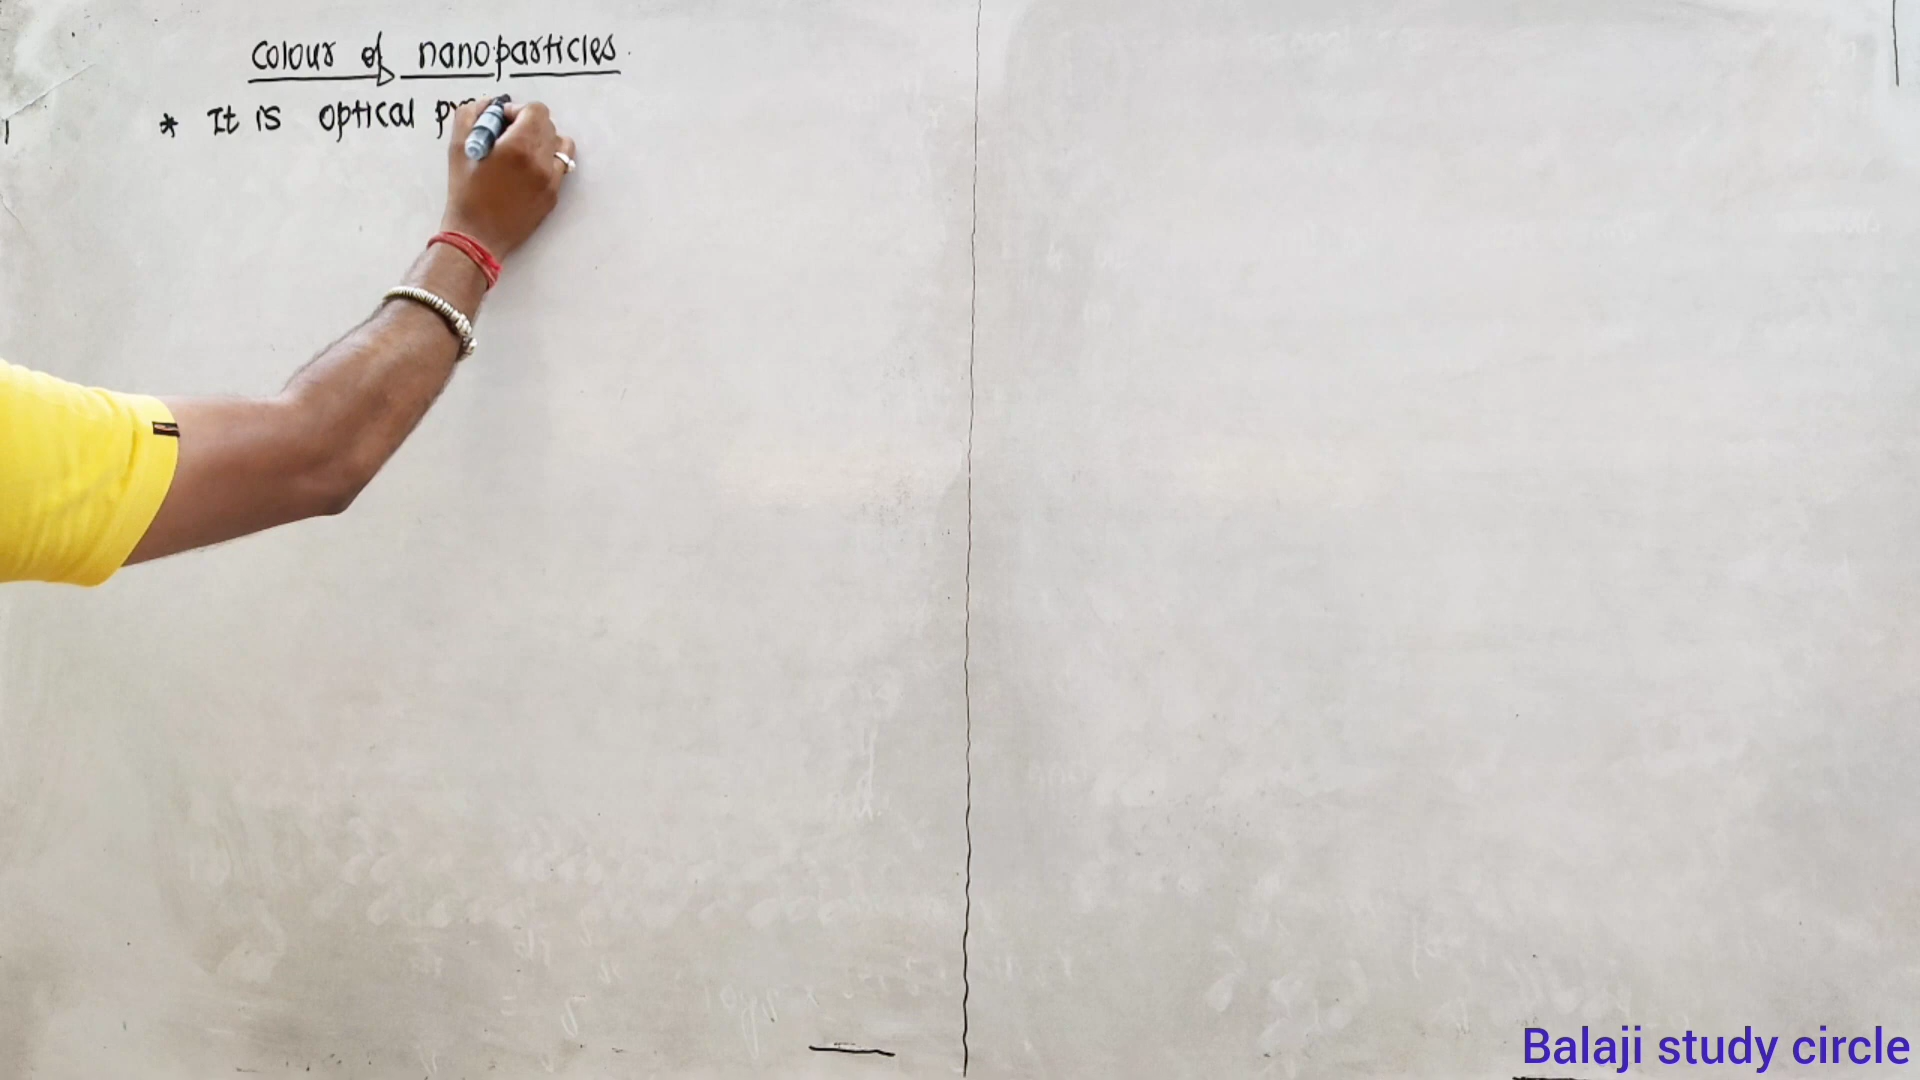 Colour of nanoparticles.
* It is optical
Balaji study circle